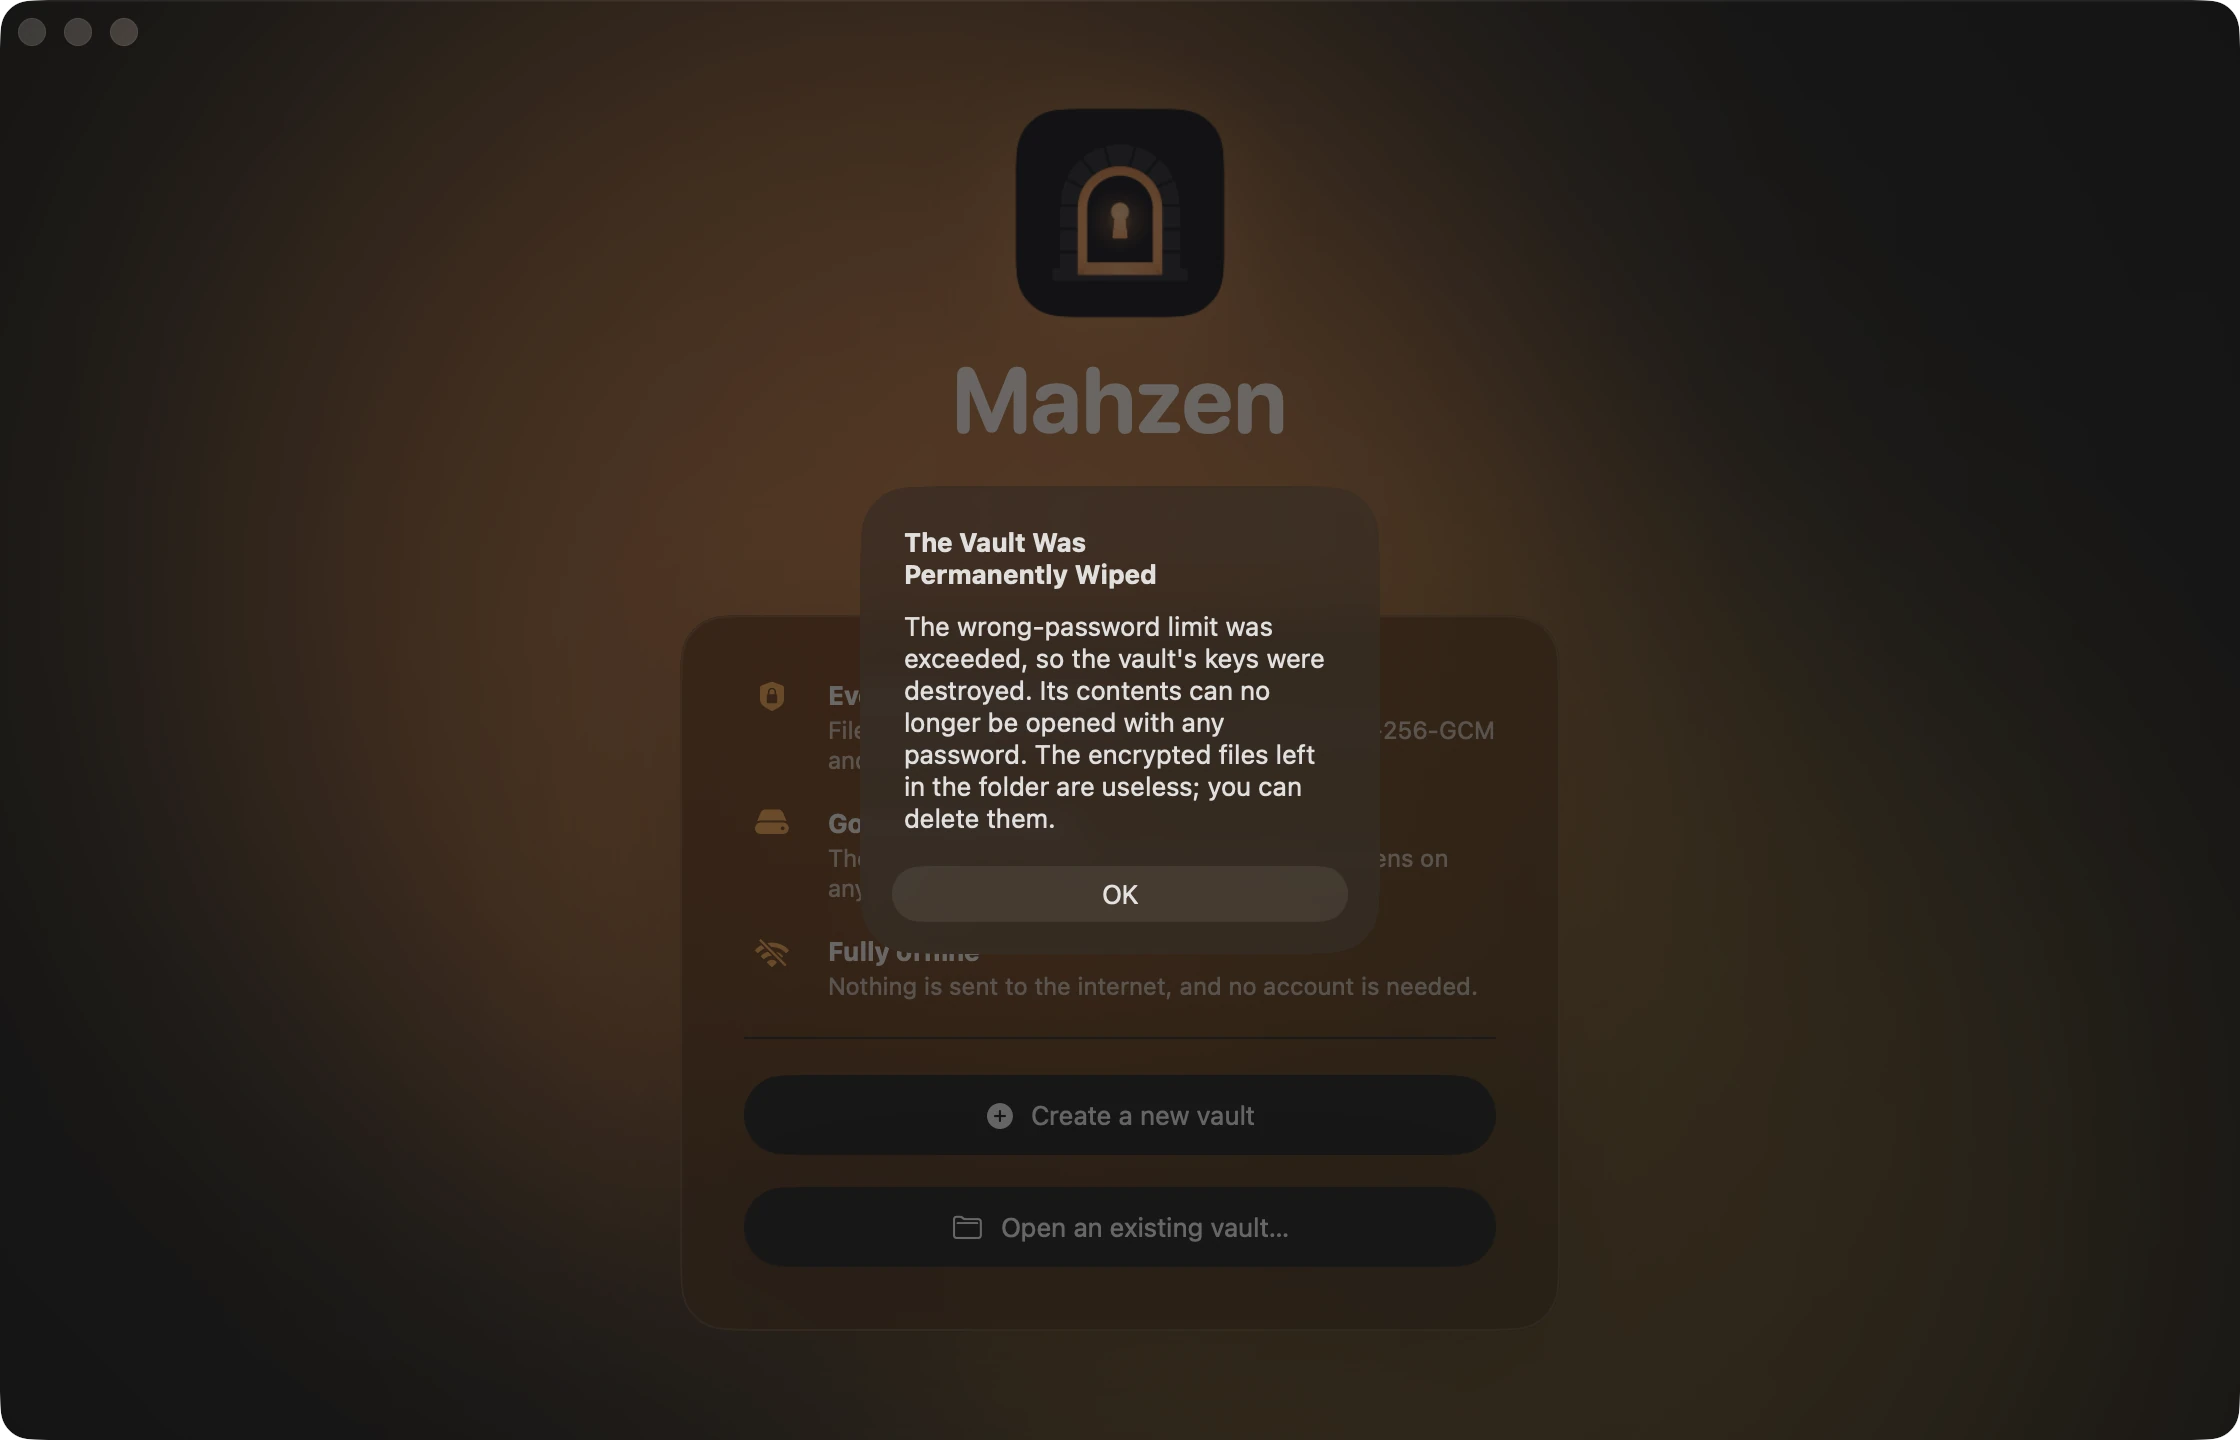 Mahzen
The Vault Was
Permanently Wiped
The wrong-password limit was
exceeded, so the vault's keys were
destroyed. Its contents can no
longer be opened with any
password. The encrypted files left
in the folder are useless; you can
delete them.
OK
-256-GCM
Fully offline
Nothing is sent to the internet, and no account is needed.
Create a new vault
Open an existing vault...